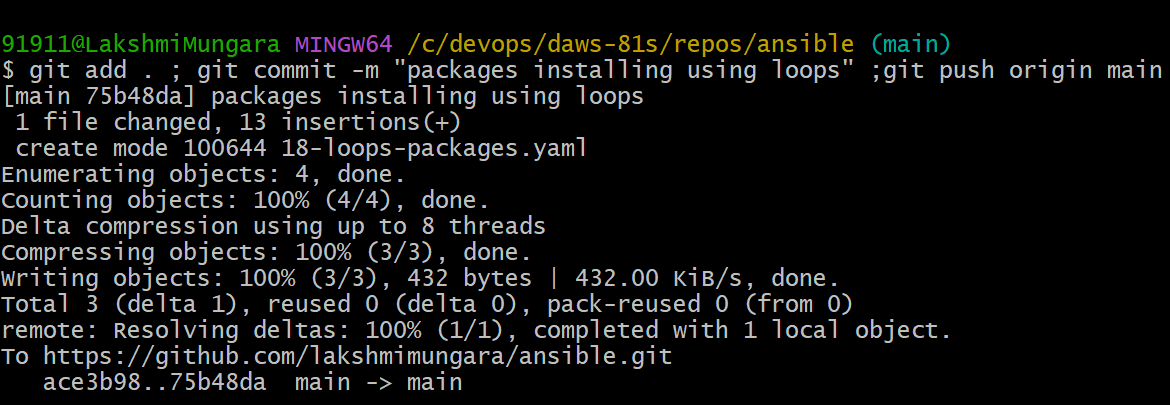 91911@LakshmiMungara MINGW64 /c/devops/daws-81s/repos/ansible (main)
$ git add . ; git commit -m "packages installing using loops" ;git push origin main
[main 75b48da] packages installing using loops
 1 file changed, 13 insertions(+)
 create mode 100644 18-loops-packages.yaml
Enumerating objects: 4, done.
Counting objects: 100% (4/4), done.
Delta compression using up to 8 threads
Compressing objects: 100% (3/3), done.
Writing objects: 100% (3/3), 432 bytes | 432.00 KiB/s, done.
Total 3 (delta 1), reused 0 (delta 0), pack-reused 0 (from 0)
remote: Resolving deltas: 100% (1/1), completed with 1 local object.
To https://github.com/lakshmimungara/ansible.git
   ace3b98..75b48da  main -> main